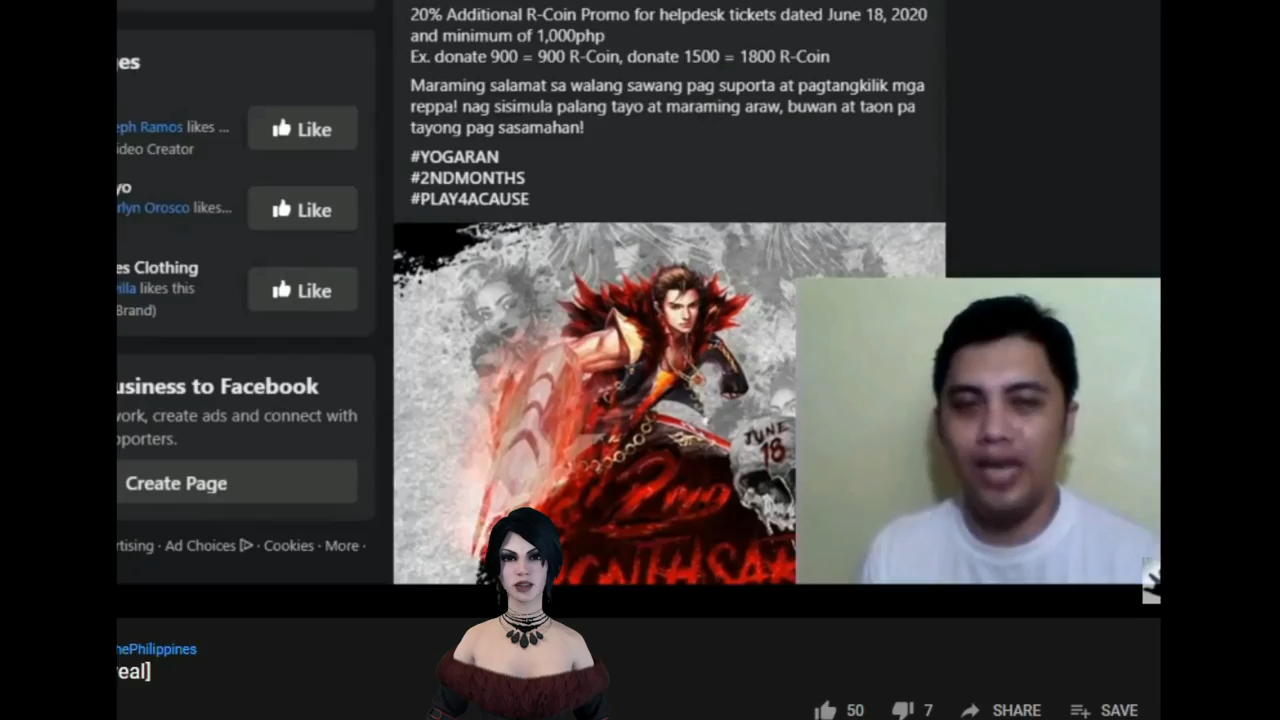 20% Additional R-Coin Promo for helpdesk tickets dated June 18, 2020
and minimum of 1,000php
Ex. donate 900 = 900 R-Coin, donate 1500 = 1800 R-Coin
Maraming salamat sa walang sawang pag suporta at pagtangkilik mga
reppa! nag sisimula palang tayo at maraming araw, buwan at taon pa
tayong pag sasamahan!
#YOGARAN
#2NDMONTHS
#PLAY4ACAUSE
ges
eph Ramos likes ...
ideo Creator
Like
yo
rlyn Orosco likes...
Like
es Clothing
villa likes this
Brand)
Like
usiness to Facebook
work, create ads and connect with
pporters.
Create Page
rtising · Ad Choices · Cookies · More ·
JUNE
18
nePhilippines
real]
50
7
SHARE
SAVE